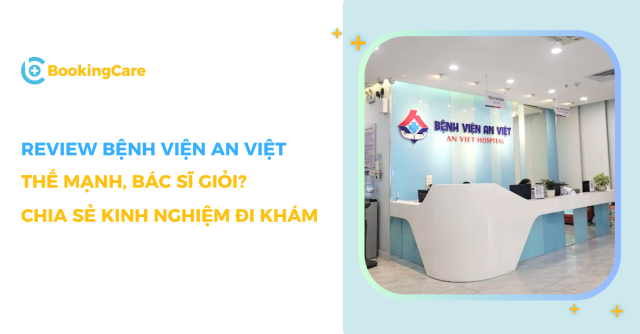 BookingCare
REVIEW BỆNH VIỆN AN VIỆT
THẾ MẠNH, BÁC SĨ GIỎI?
CHIA SẺ KINH NGHIỆM ĐI KHÁM
BỆNH VIỆN AN VIỆT
AN VIET HOSPITAL